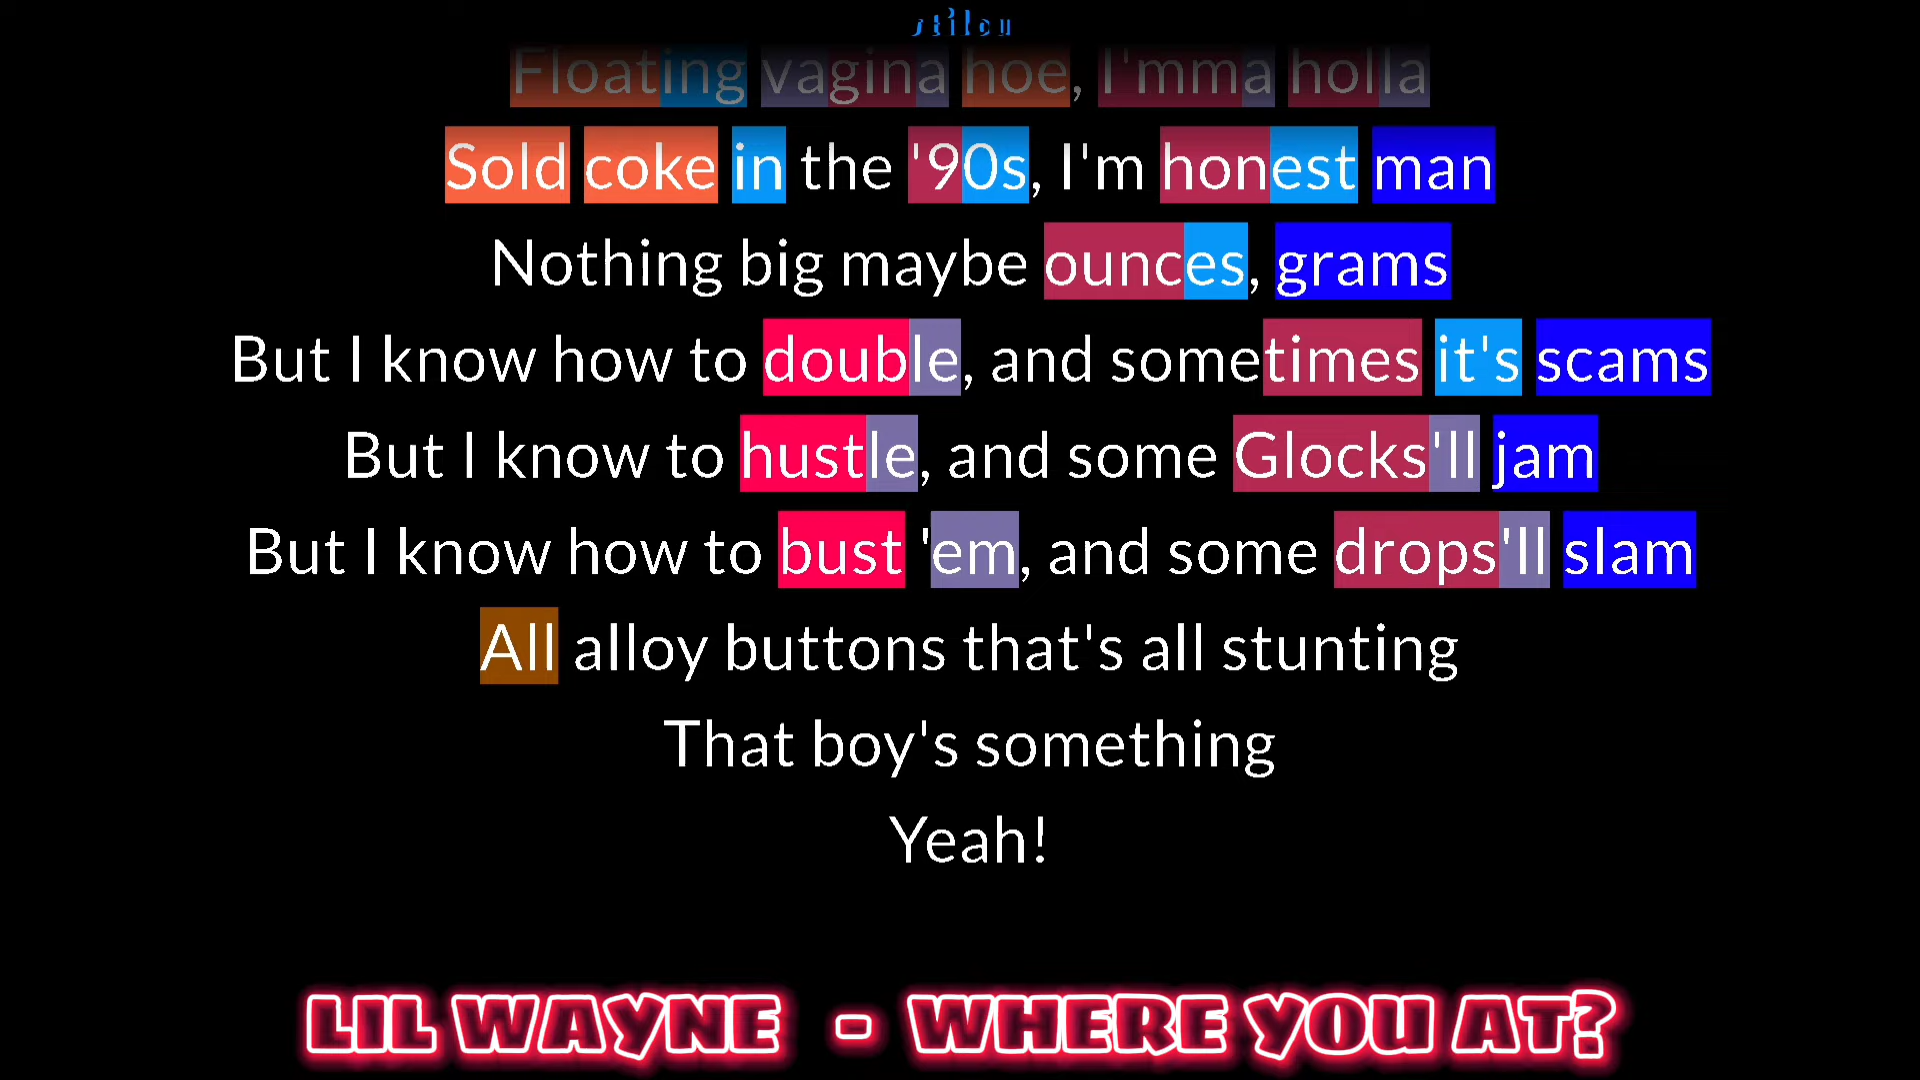 stilou
Floating vagina hoe, I'mma holla
Sold coke in the '90s, I'm honest man
Nothing big maybe ounces, grams
But I know how to double, and sometimes it's scams
But I know to hustle, and some Glocks'll jam
But I know how to bust 'em, and some drops'll slam
All alloy buttons that's all stunting
That boy's something
Yeah!
LIL WAYNE - WHERE YOU AT?